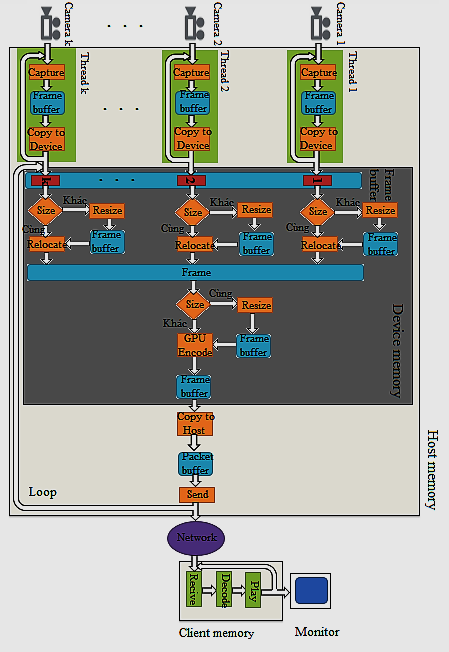 Camera k
Camera 2
Camera 1
Thread k
Thread 2
Thread 1
Capture
Capture
Capture
Frame
buffer
Frame
buffer
Frame
buffer
Copy to
Device
Copy to
Device
Copy to
Device
k
2
1
Frame
buffer
Size
Khác
Resize
Cùng
Relocate
Frame
buffer
Size
Khác
Resize
Cùng
Relocate
Frame
buffer
Size
Khác
Resize
Cùng
Relocate
Frame
buffer
Frame
Size
Cùng
Resize
Khác
GPU
Encode
Frame
buffer
Frame
buffer
Device memory
Copy to
Host
Packet
buffer
Send
Loop
Host memory
Network
Recive
Decode
Play
Client memory
Monitor